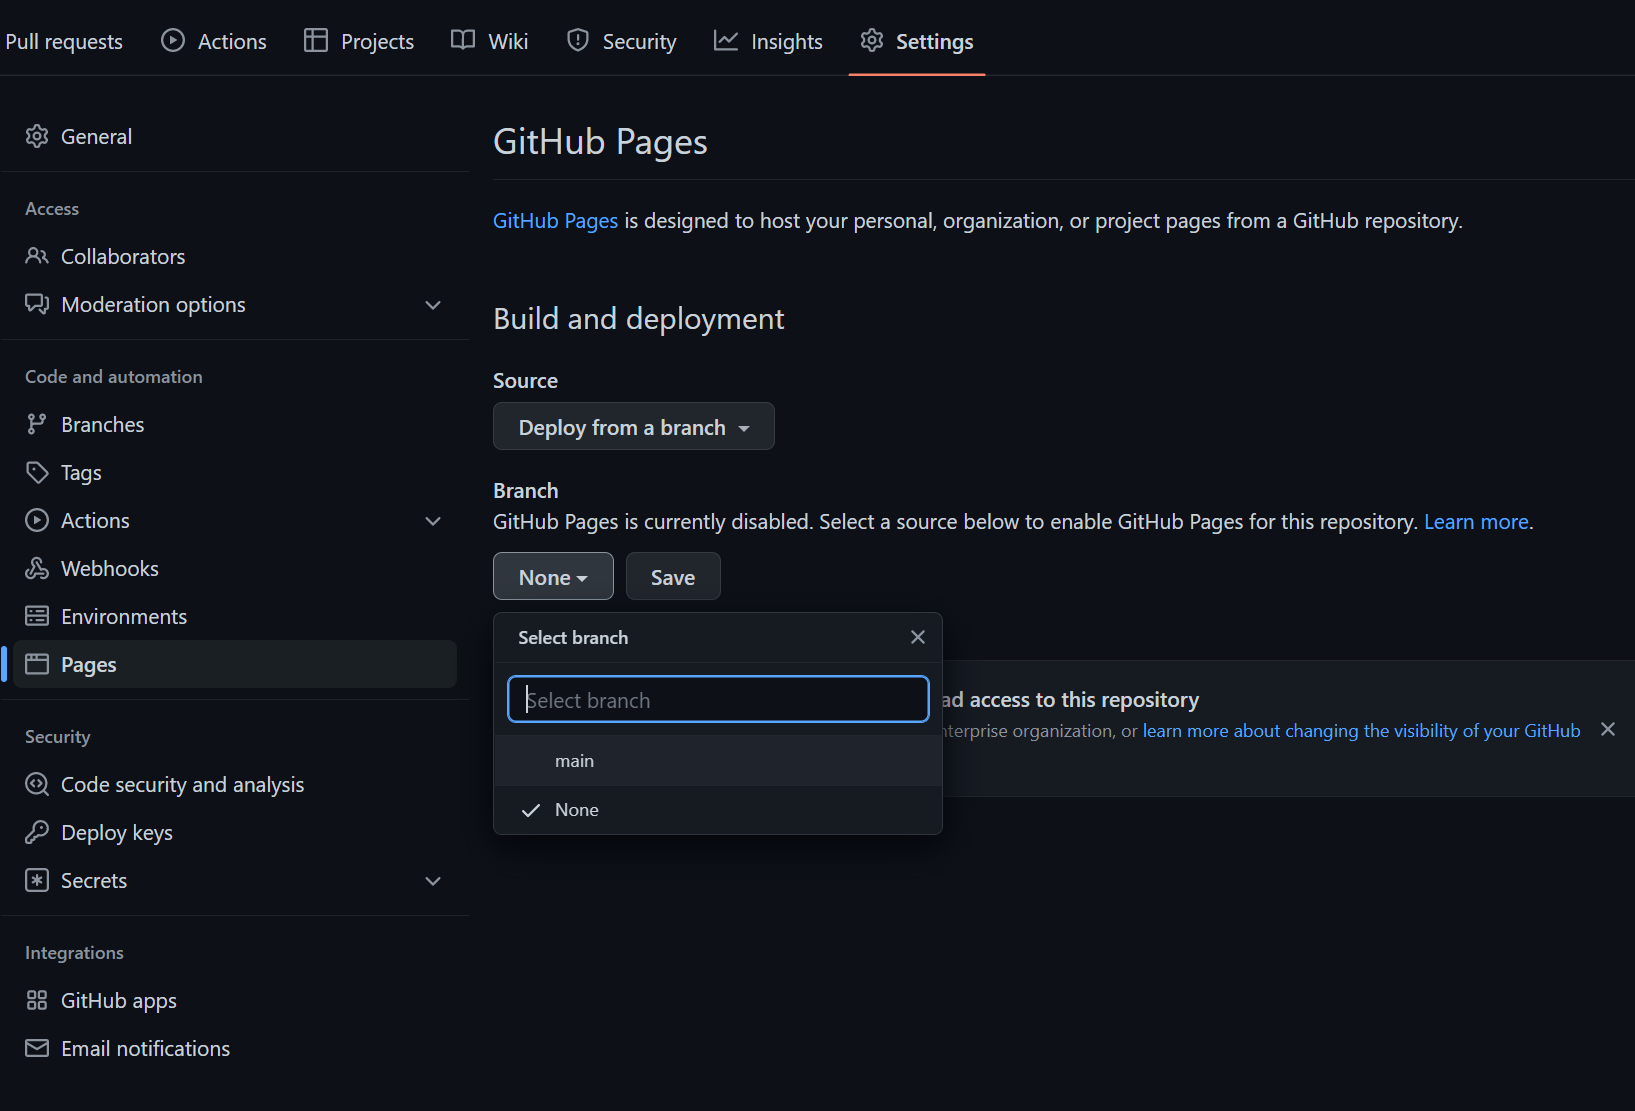 Pull requests
Actions
Projects
Wiki
Security
Insights
Settings
General
Access
Collaborators
Moderation options
Code and automation
Branches
Tags
Actions
Webhooks
Environments
Pages
Security
Code security and analysis
Deploy keys
Secrets
Integrations
GitHub apps
Email notifications
GitHub Pages
GitHub Pages is designed to host your personal, organization, or project pages from a GitHub repository.
Build and deployment
Source
Deploy from a branch
Branch
GitHub Pages is currently disabled. Select a source below to enable GitHub Pages for this repository. Learn more.
None
Save
Select branch
Select branch
main
None
access to this repository
organization, or learn more about changing the visibility of your GitHub